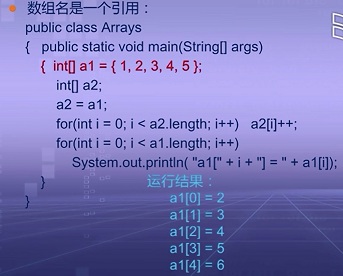 • 数组名是一个引用：
public class Arrays
{ public static void main(String[] args)
{ int[] a1 = { 1, 2, 3, 4, 5 };
int[] a2;
a2 = a1;
for(int i = 0; i < a2.length; i++) a2[i]++;
for(int i = 0; i < a1.length; i++)
System.out.println( "a1[" + i + "] = " + a1[i]);
}
运行结果：
} a1[0] = 2
a1[1] = 3
a1[2] = 4
a1[3] = 5
a1[4] = 6